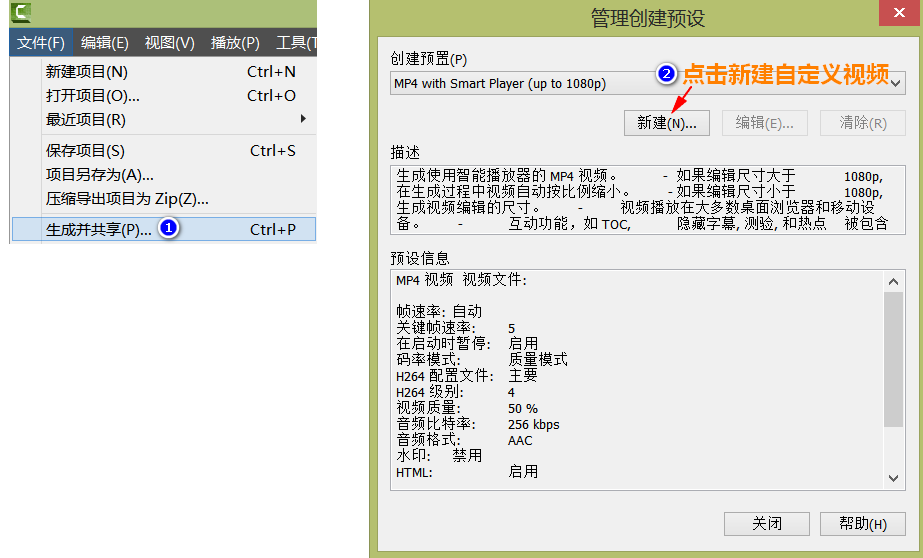 文件(F) 编辑(E) 视图(V) 播放(P) 工具(T
新建项目(N) Ctrl+N
打开项目(O)... Ctrl+O
最近项目(R)
保存项目(S) Ctrl+S
项目另存为(A)...
压缩导出项目为 Zip(Z)...
生成并共享(P)... 1 Ctrl+P
管理创建预设
创建预置(P)
2 点击新建自定义视频
MP4 with Smart Player (up to 1080p)
新建(N)... 编辑(E)... 清除(R)
描述
生成使用智能播放器的 MP4 视频。 - 如果编辑尺寸大于 1080p,
在生成过程中视频自动按比例缩小。 - 如果编辑尺寸小于 1080p,
生成视频编辑的尺寸。 - 视频播放在大多数桌面浏览器和移动设
备。 - 互动功能，如 TOC, 隐藏字幕, 测验, 和热点 被包含
预设信息
MP4 视频 视频文件:
帧速率: 自动
关键帧速率: 5
在启动时暂停: 启用
码率模式: 质量模式
H264 配置文件: 主要
H264 级别: 4
视频质量: 50 %
音频比特率: 256 kbps
音频格式: AAC
水印: 禁用
HTML: 启用
关闭 帮助(H)